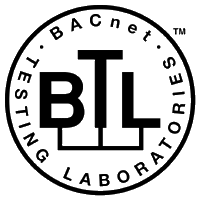 · BACnet ·
TESTING LABORATORIES
BTL
™